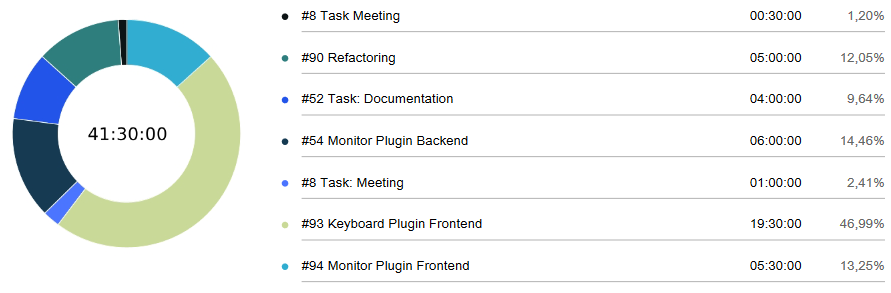 41:30:00
#8 Task Meeting 00:30:00 1,20%
#90 Refactoring 05:00:00 12,05%
#52 Task: Documentation 04:00:00 9,64%
#54 Monitor Plugin Backend 06:00:00 14,46%
#8 Task: Meeting 01:00:00 2,41%
#93 Keyboard Plugin Frontend 19:30:00 46,99%
#94 Monitor Plugin Frontend 05:30:00 13,25%